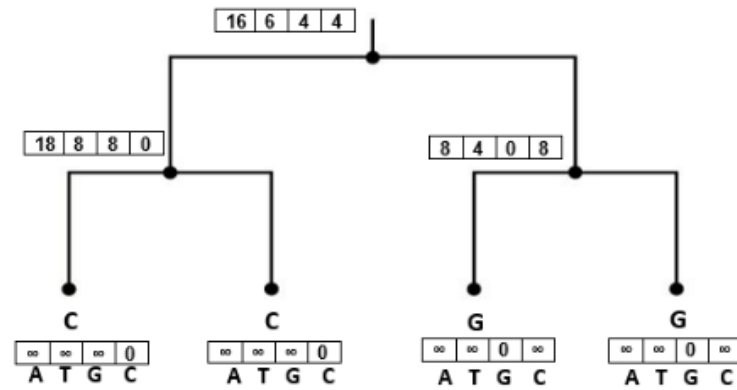 16 6 4 4
18 8 8 0
8 4 0 8
C C G G
∞ ∞ ∞ 0 ∞ ∞ ∞ 0 ∞ ∞ 0 ∞ ∞ ∞ 0 ∞
A T G C A T G C A T G C A T G C